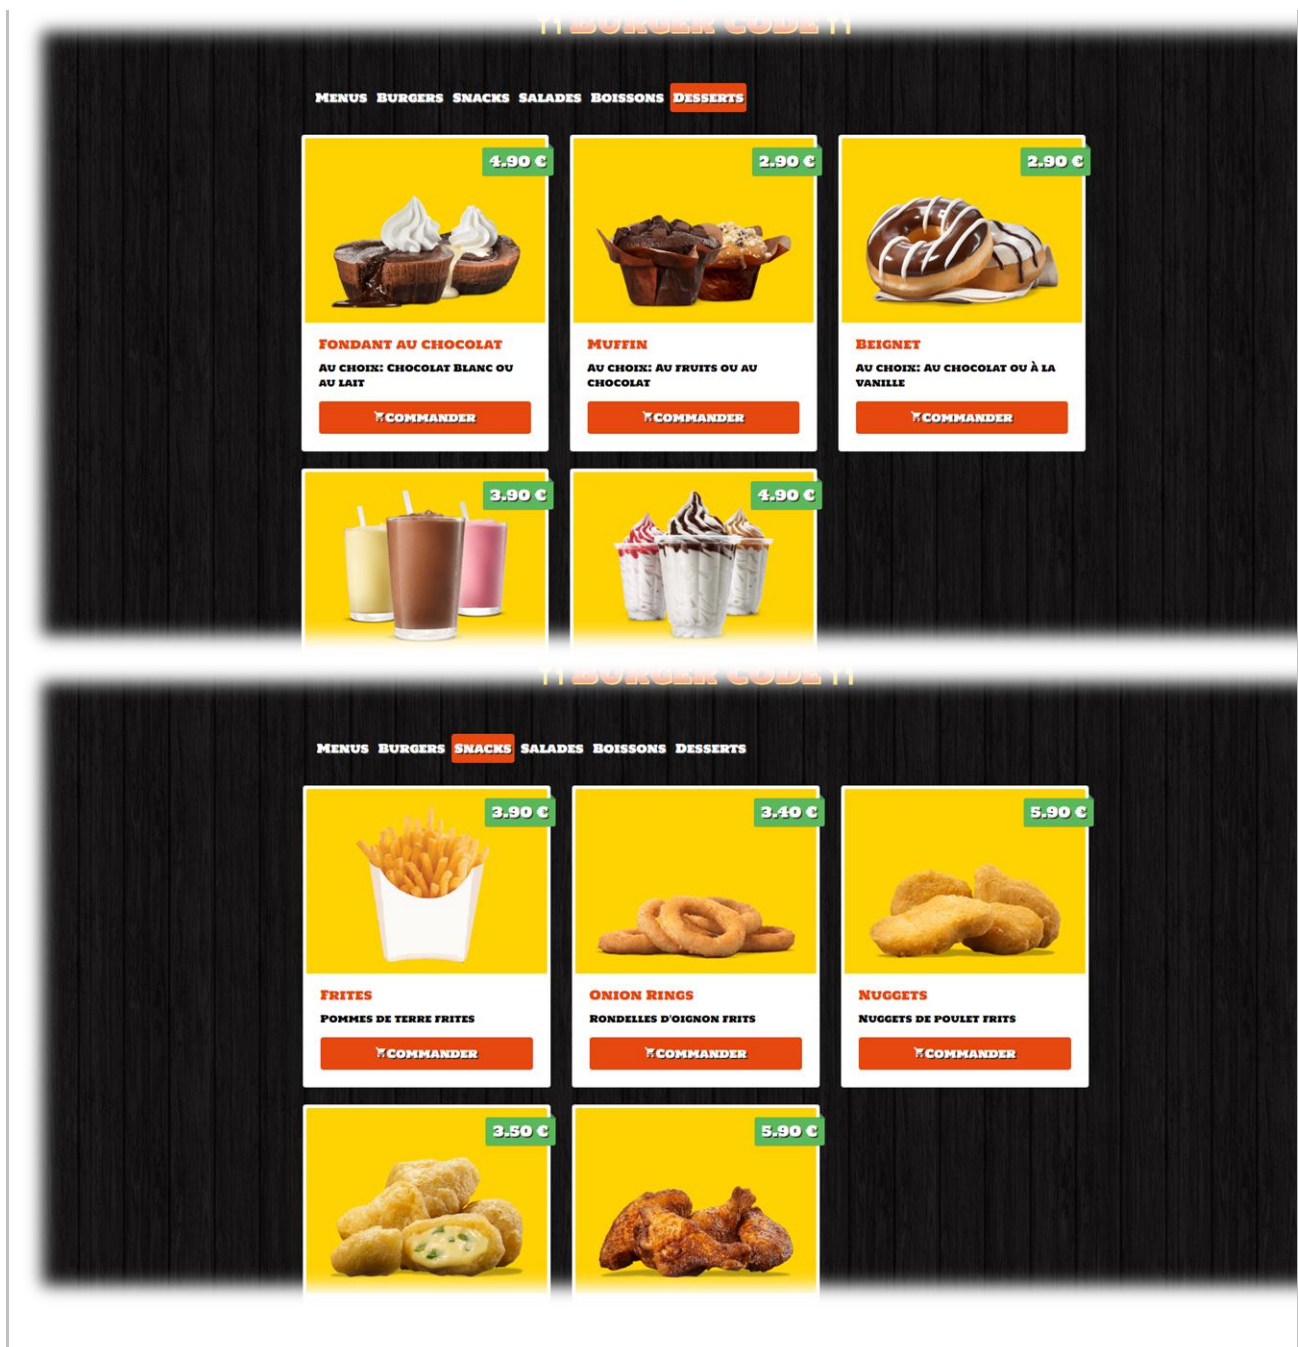 BURGER CODE
Menus Burgers Snacks Salades Boissons Desserts
4.90 € 2.90 € 2.90 €
Fondant au chocolat
Au choix: Chocolat Blanc ou
au lait
Commander
Muffin
Au choix: Au fruits ou au
chocolat
Commander
Beignet
Au choix: Au chocolat ou à la
vanille
Commander
3.90 € 4.90 €
BURGER CODE
Menus Burgers Snacks Salades Boissons Desserts
3.90 € 3.40 € 5.90 €
Frites
Pommes de terre frites
Commander
Onion Rings
Rondelles d'oignon frits
Commander
Nuggets
Nuggets de poulet frits
Commander
3.50 € 5.90 €